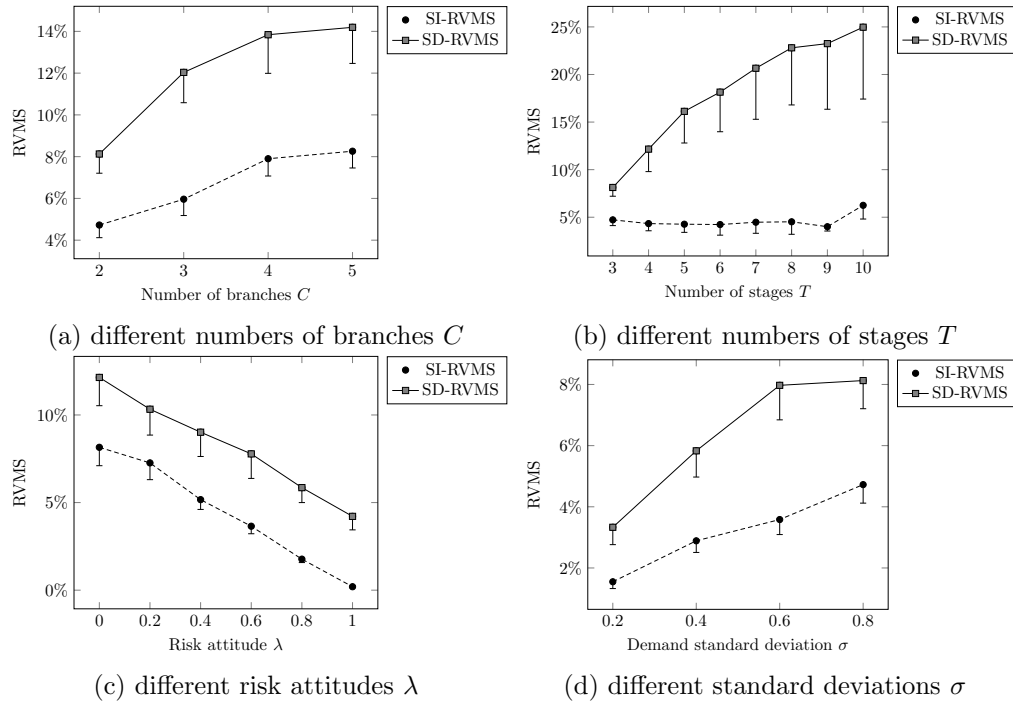 14%
12%
10%
8%
6%
4%
RVMS
2 3 4 5
Number of branches C
SI-RVMS
SD-RVMS
(a) different numbers of branches C
25%
20%
15%
10%
5%
RVMS
3 4 5 6 7 8 9 10
Number of stages T
SI-RVMS
SD-RVMS
(b) different numbers of stages T
10%
5%
0%
RVMS
0 0.2 0.4 0.6 0.8 1
Risk attitude λ
SI-RVMS
SD-RVMS
(c) different risk attitudes λ
8%
6%
4%
2%
RVMS
0.2 0.4 0.6 0.8
Demand standard deviation σ
SI-RVMS
SD-RVMS
(d) different standard deviations σ